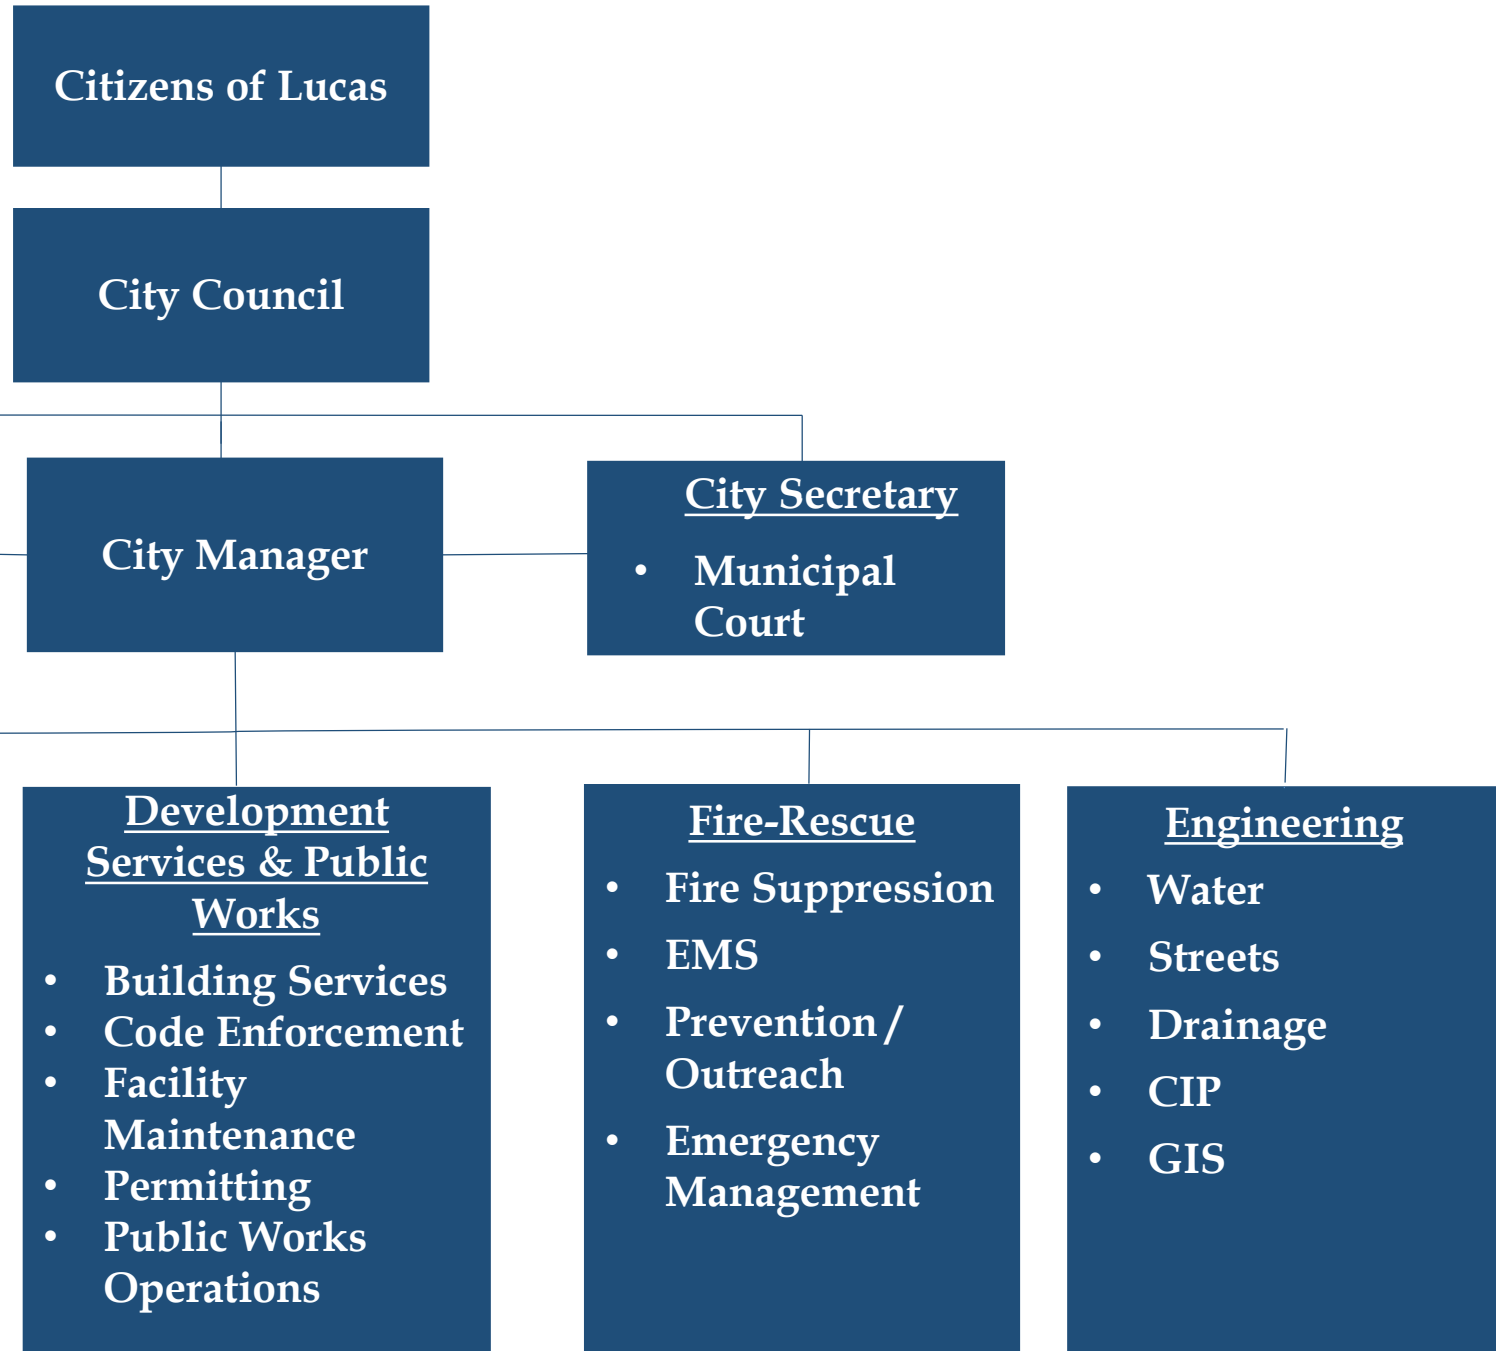 Citizens of Lucas
City Council
City Manager
City Secretary
• Municipal
Court
Development
Services & Public
Works
• Building Services
• Code Enforcement
• Facility
Maintenance
• Permitting
• Public Works
Operations
Fire-Rescue
• Fire Suppression
• EMS
• Prevention /
Outreach
• Emergency
Management
Engineering
• Water
• Streets
• Drainage
• CIP
• GIS